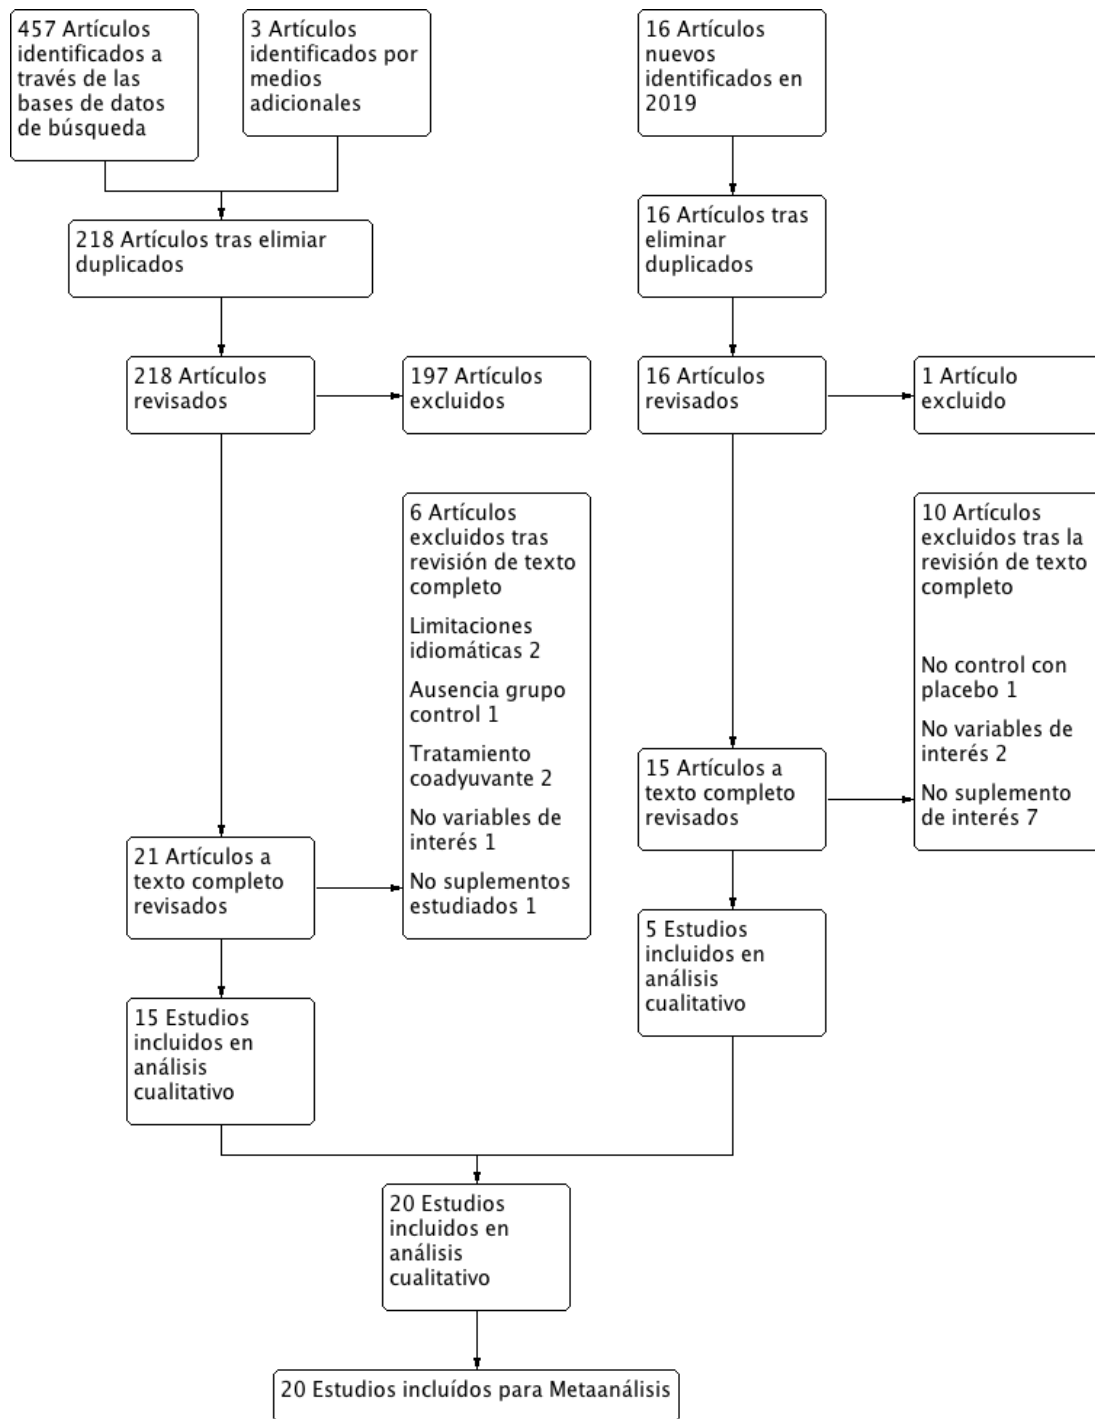 457 Artículos
identificados a
través de las
bases de datos
de búsqueda
3 Artículos
identificados por
medios
adicionales
16 Artículos
nuevos
identificados en
2019
218 Artículos tras elimiar
duplicados
16 Artículos tras
eliminar
duplicados
218 Artículos
revisados
197 Artículos
excluidos
16 Artículos
revisados
1 Artículo
excluido
6 Artículos
excluidos tras
revisión de texto
completo
Limitaciones
idiomáticas 2
Ausencia grupo
control 1
Tratamiento
coadyuvante 2
No variables de
interés 1
No suplementos
estudiados 1
10 Artículos
excluidos tras la
revisión de texto
completo
No control con
placebo 1
No variables de
interés 2
No suplemento
de interés 7
15 Artículos a
texto completo
revisados
21 Artículos a
texto completo
revisados
5 Estudios
incluidos en
análisis
cualitativo
15 Estudios
incluidos en
análisis
cualitativo
20 Estudios
incluidos en
análisis
cualitativo
20 Estudios incluídos para Metaanálisis